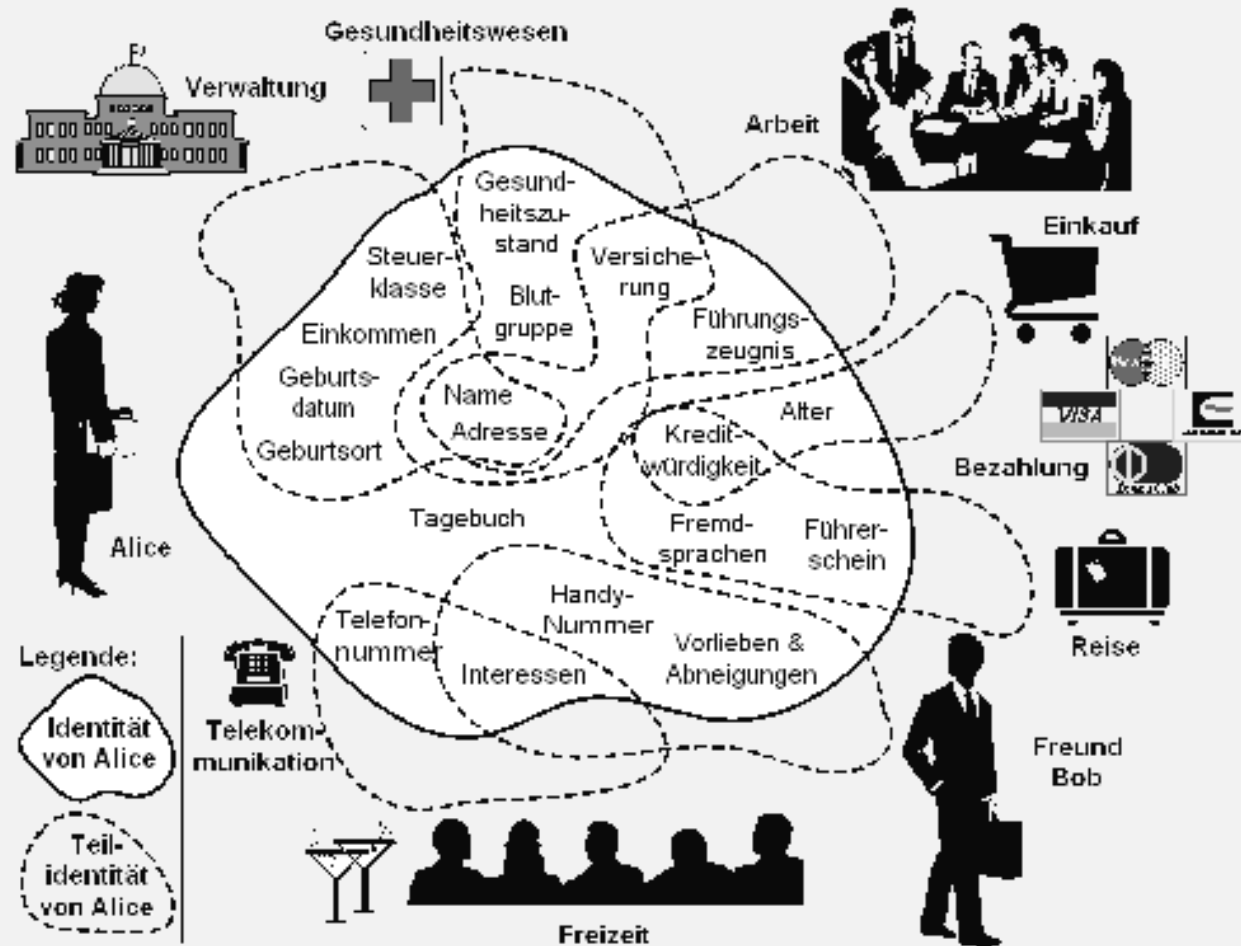 Gesundheitswesen
Verwaltung
Arbeit
Einkauf
Gesund-
heitszu-
stand
Versiche-
rung
Steuer-
klasse
Blut-
gruppe
Führungs-
zeugnis
Einkommen
Geburts-
datum
Name
Adresse
Alter
VISA
Kredit-
würdigkeit
Geburtsort
Bezahlung
Tagebuch
Fremd-
sprachen
Führer-
schein
Alice
Handy-
Nummer
Telefon-
nummer
Vorlieben &
Abneigungen
Interessen
Reise
Legende:
Identität
von Alice
Telekom-
munikation
Freund
Bob
Teil-
identität
von Alice
Freizeit